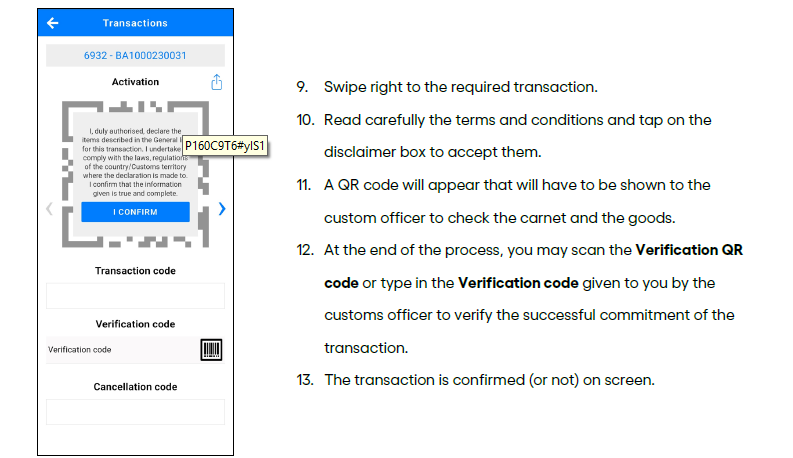 Transactions
6932 - BA1000230031
Activation
I, duly authorised, declare the
items described in the General
for this transaction. I undertake
comply with the laws, regulations
of the country/Customs territory
where the declaration is made to.
I confirm that the information
given is true and complete.
P160C9T6#yIS1
I CONFIRM
Transaction code
Verification code
Verification code
Cancellation code
9. Swipe right to the required transaction.
10. Read carefully the terms and conditions and tap on the
disclaimer box to accept them.
11. A QR code will appear that will have to be shown to the
custom officer to check the carnet and the goods.
12. At the end of the process, you may scan the Verification QR
code or type in the Verification code given to you by the
customs officer to verify the successful commitment of the
transaction.
13. The transaction is confirmed (or not) on screen.